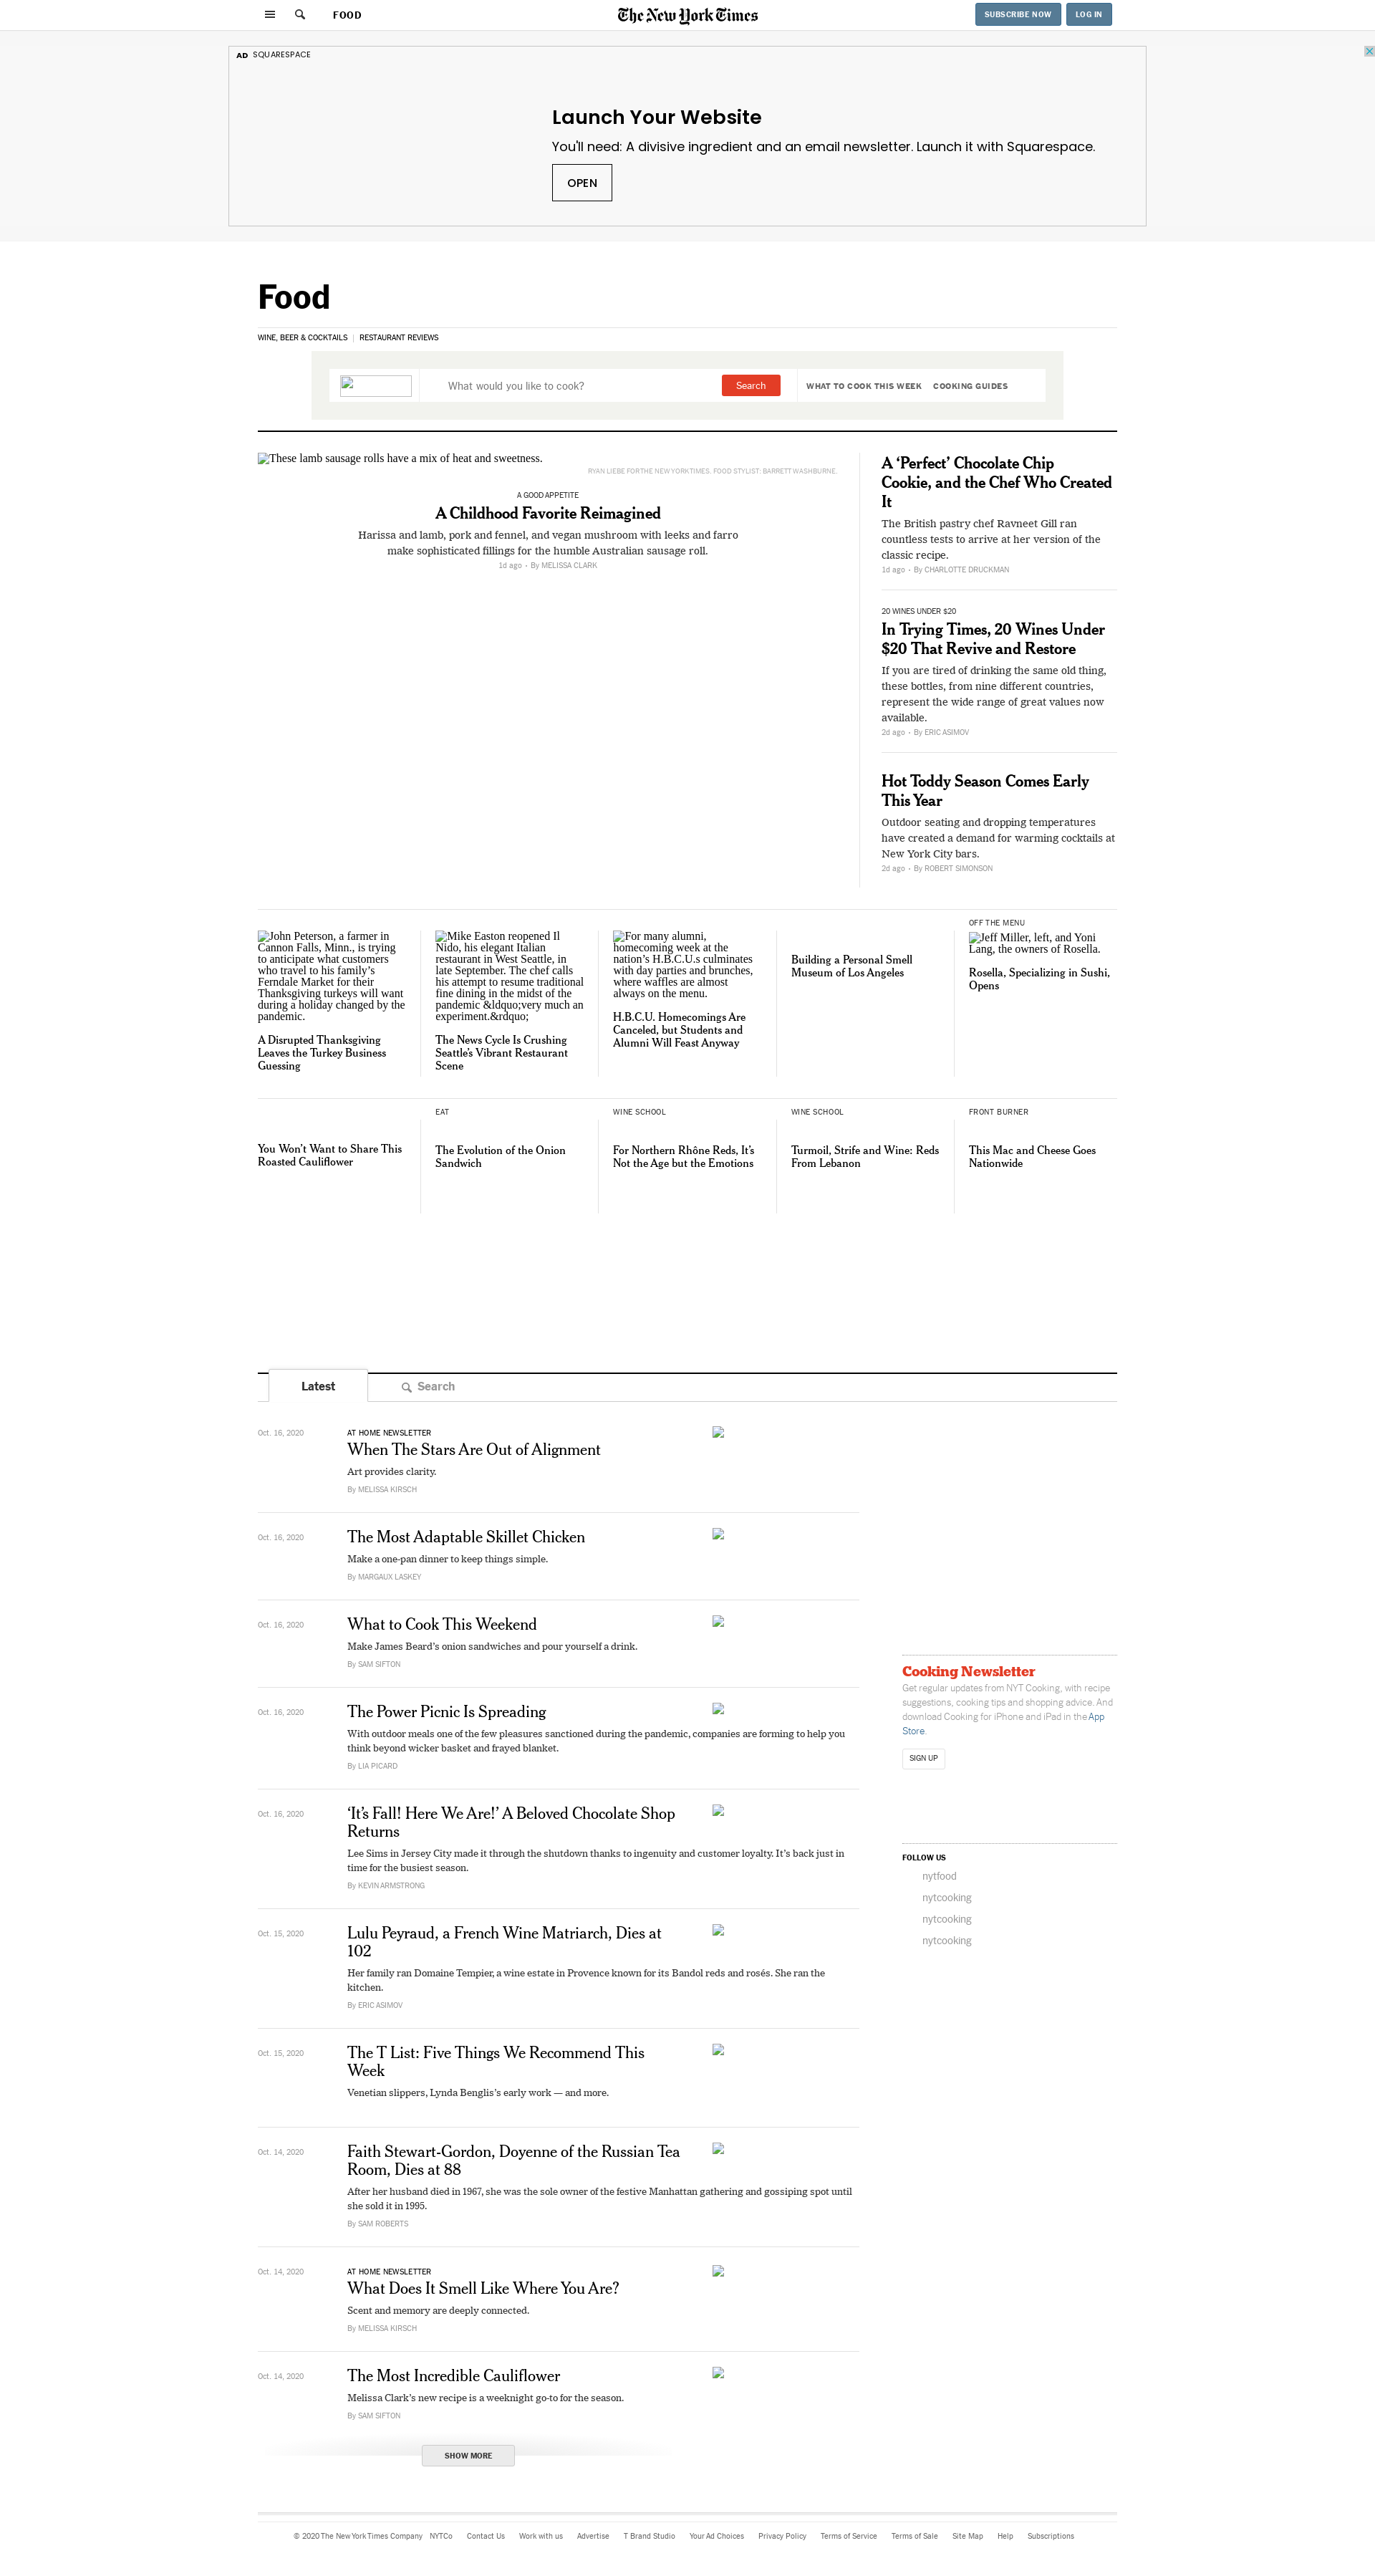 FOOD
The New York Times
SUBSCRIBE NOW
LOG IN
AD SQUARESPACE
Launch Your Website
You'll need: A divisive ingredient and an email newsletter. Launch it with Squarespace.
OPEN
Food
WINE, BEER & COCKTAILS | RESTAURANT REVIEWS
What would you like to cook?
Search
WHAT TO COOK THIS WEEK
COOKING GUIDES
These lamb sausage rolls have a mix of heat and sweetness.
RYAN LIEBE FOR THE NEW YORK TIMES. FOOD STYLIST: BARRETT WASHBURNE.
A GOOD APPETITE
A Childhood Favorite Reimagined
Harissa and lamb, pork and fennel, and vegan mushroom with leeks and farro
make sophisticated fillings for the humble Australian sausage roll.
1d ago • By MELISSA CLARK
A ‘Perfect’ Chocolate Chip
Cookie, and the Chef Who Created
It
The British pastry chef Ravneet Gill ran
countless tests to arrive at her version of the
classic recipe.
1d ago • By CHARLOTTE DRUCKMAN
20 WINES UNDER $20
In Trying Times, 20 Wines Under
$20 That Revive and Restore
If you are tired of drinking the same old thing,
these bottles, from nine different countries,
represent the wide range of great values now
available.
2d ago • By ERIC ASIMOV
Hot Toddy Season Comes Early
This Year
Outdoor seating and dropping temperatures
have created a demand for warming cocktails at
New York City bars.
2d ago • By ROBERT SIMONSON
John Peterson, a farmer in
Cannon Falls, Minn., is trying
to anticipate what customers
who travel to his family’s
Ferndale Market for their
Thanksgiving turkeys will want
during a holiday changed by the
pandemic.
A Disrupted Thanksgiving
Leaves the Turkey Business
Guessing
Mike Easton reopened Il
Nido, his elegant Italian
restaurant in West Seattle, in
late September. The chef calls
his attempt to resume traditional
fine dining in the midst of the
pandemic &ldquo;very much an
experiment.&rdquo;
The News Cycle Is Crushing
Seattle’s Vibrant Restaurant
Scene
For many alumni,
homecoming week at the
nation’s H.B.C.U.s culminates
with day parties and brunches,
where waffles are almost
always on the menu.
H.B.C.U. Homecomings Are
Canceled, but Students and
Alumni Will Feast Anyway
Building a Personal Smell
Museum of Los Angeles
OFF THE MENU
Jeff Miller, left, and Yoni
Lang, the owners of Rosella.
Rosella, Specializing in Sushi,
Opens
You Won’t Want to Share This
Roasted Cauliflower
EAT
The Evolution of the Onion
Sandwich
WINE SCHOOL
For Northern Rhône Reds, It’s
Not the Age but the Emotions
WINE SCHOOL
Turmoil, Strife and Wine: Reds
From Lebanon
FRONT BURNER
This Mac and Cheese Goes
Nationwide
Latest
Search
Oct. 16, 2020
AT HOME NEWSLETTER
When The Stars Are Out of Alignment
Art provides clarity.
By MELISSA KIRSCH
Oct. 16, 2020
The Most Adaptable Skillet Chicken
Make a one-pan dinner to keep things simple.
By MARGAUX LASKEY
Oct. 16, 2020
What to Cook This Weekend
Make James Beard’s onion sandwiches and pour yourself a drink.
By SAM SIFTON
Oct. 16, 2020
The Power Picnic Is Spreading
With outdoor meals one of the few pleasures sanctioned during the pandemic, companies are forming to help you
think beyond wicker basket and frayed blanket.
By LIA PICARD
Oct. 16, 2020
‘It’s Fall! Here We Are!’ A Beloved Chocolate Shop
Returns
Lee Sims in Jersey City made it through the shutdown thanks to ingenuity and customer loyalty. It’s back just in
time for the busiest season.
By KEVIN ARMSTRONG
Oct. 15, 2020
Lulu Peyraud, a French Wine Matriarch, Dies at
102
Her family ran Domaine Tempier, a wine estate in Provence known for its Bandol reds and rosés. She ran the
kitchen.
By ERIC ASIMOV
Oct. 15, 2020
The T List: Five Things We Recommend This
Week
Venetian slippers, Lynda Benglis’s early work — and more.
Oct. 14, 2020
Faith Stewart-Gordon, Doyenne of the Russian Tea
Room, Dies at 88
After her husband died in 1967, she was the sole owner of the festive Manhattan gathering and gossiping spot until
she sold it in 1995.
By SAM ROBERTS
Oct. 14, 2020
AT HOME NEWSLETTER
What Does It Smell Like Where You Are?
Scent and memory are deeply connected.
By MELISSA KIRSCH
Oct. 14, 2020
The Most Incredible Cauliflower
Melissa Clark’s new recipe is a weeknight go-to for the season.
By SAM SIFTON
SHOW MORE
Cooking Newsletter
Get regular updates from NYT Cooking, with recipe
suggestions, cooking tips and shopping advice. And
download Cooking for iPhone and iPad in the App
Store.
SIGN UP
FOLLOW US
nytfood
nytcooking
nytcooking
nytcooking
© 2020 The New York Times Company NYTCo Contact Us Work with us Advertise T Brand Studio Your Ad Choices Privacy Policy Terms of Service Terms of Sale Site Map Help Subscriptions